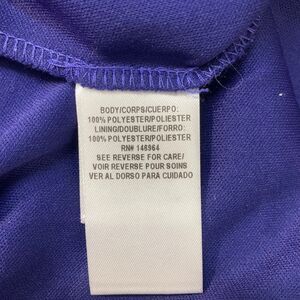 BODY/CORPS/CUERPO:
100% POLYESTER/POLIESTER
LINING/DOUBLURE/FORRO:
100% POLYESTER/POLIESTER
RN# 146964
SEE REVERSE FOR CARE/
VOIR REVERSE POUR SOINS
VER AL DORSO PARA CUIDADO